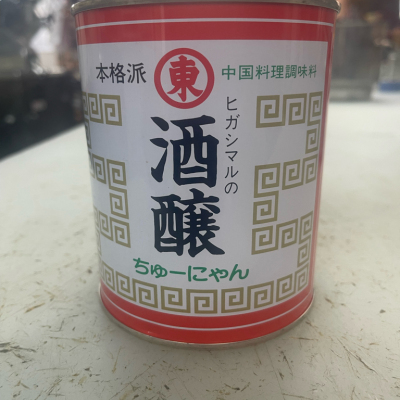 本格派
東
中国料理調味料
ヒガシマルの
酒醸
ちゅーにゃん